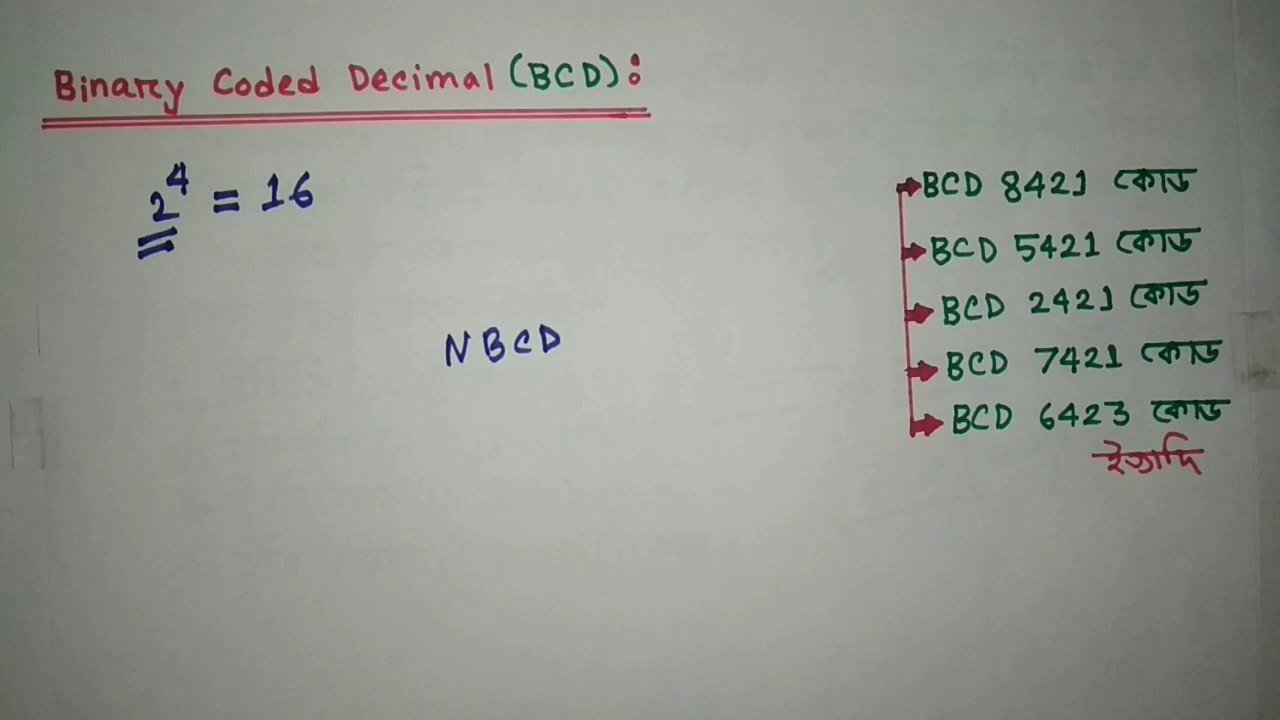 Binary Coded Decimal (BCD):
2⁴ = 16
NBCD
BCD 8421 কোড
BCD 5421 কোড
BCD 2421 কোড
BCD 7421 কোড
BCD 6423 কোড
ইত্যাদি